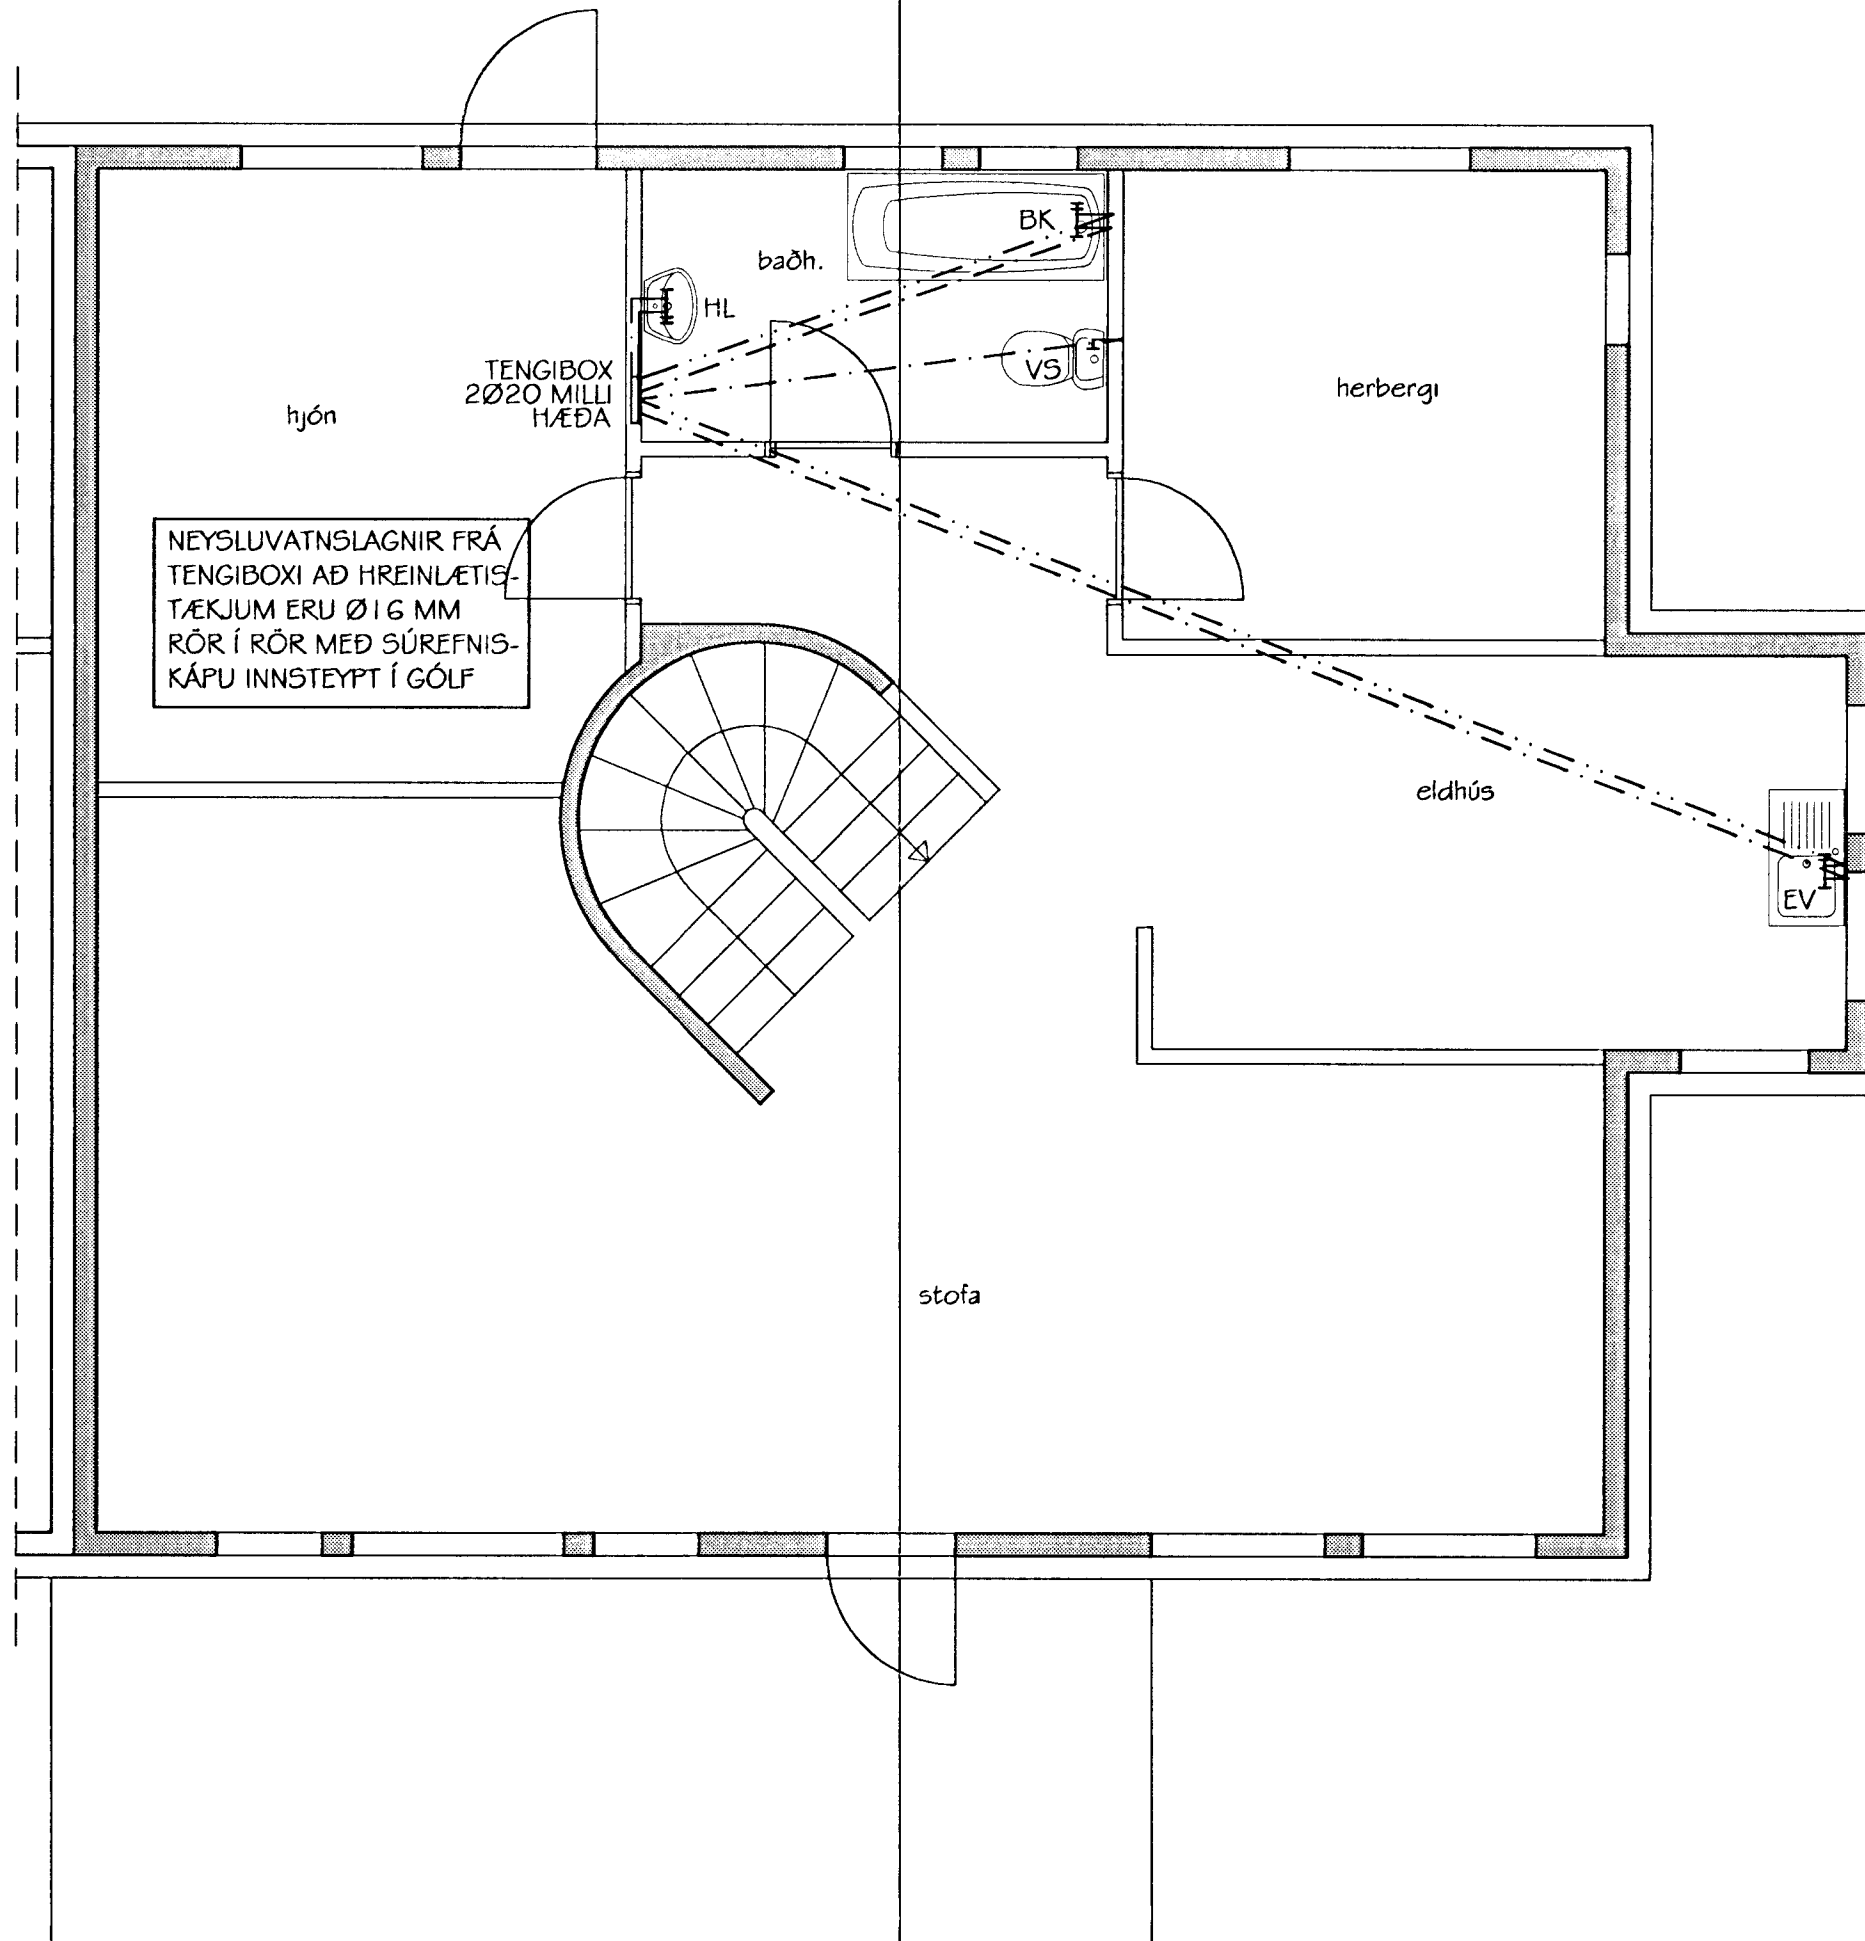 BK
baðh.
HL
TENGIBOX
2Ø20 MILLI
HÆÐA
VS
herbergi
hjón
NEYSLUVATNSLAGNIR FRÁ
TENGIBOXI AÐ HREINLÆTIS-
TÆKJUM ERU Ø16 MM
RÖR Í RÖR MEÐ SÚREFNIS-
KÁPU INNSTEYPT Í GÓLF
eldhús
EV
stofa